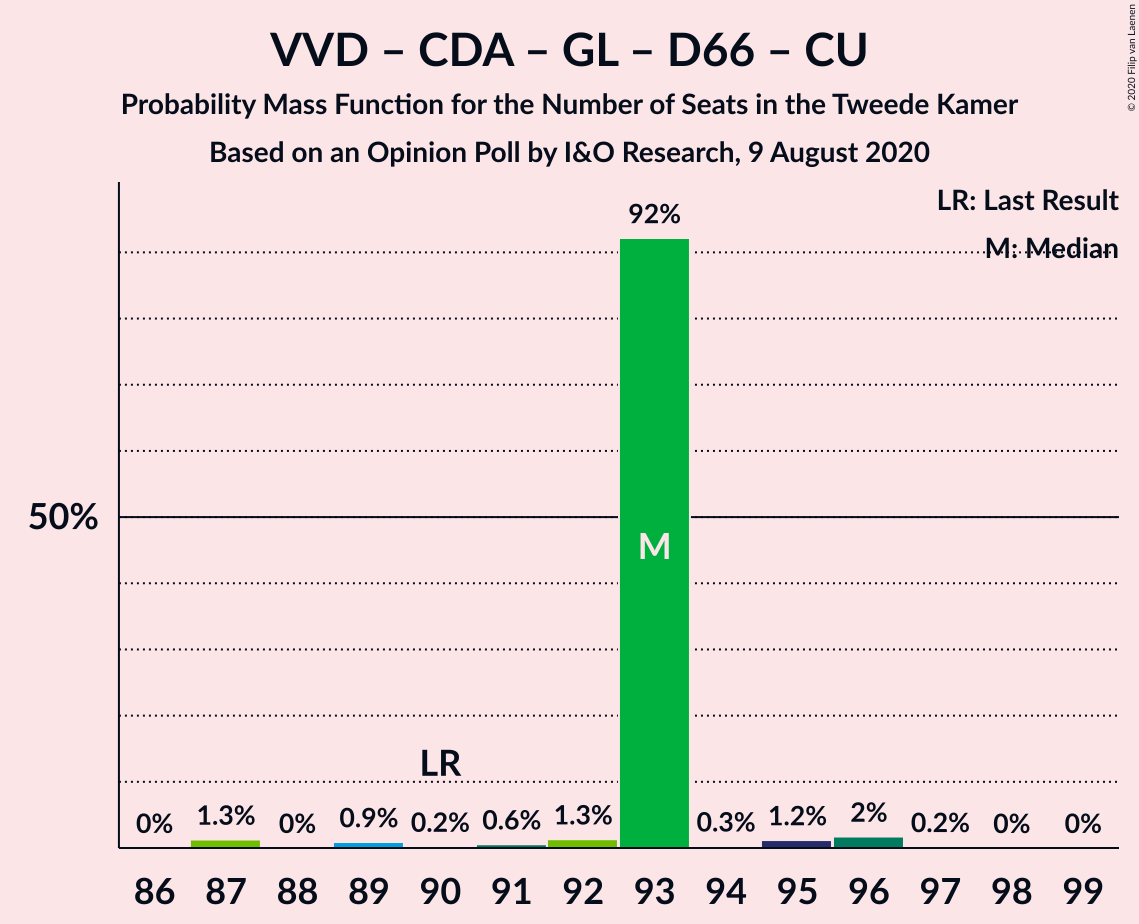 VVD – CDA – GL – D66 – CU
Probability Mass Function for the Number of Seats in the Tweede Kamer
Based on an Opinion Poll by I&O Research, 9 August 2020
© 2020 Filip van Laenen
LR: Last Result
M: Median
92%
50%
M
LR
0% 1.3% 0% 0.9% 0.2% 0.6% 1.3% 0.3% 1.2% 2% 0.2% 0% 0%
86 87 88 89 90 91 92 93 94 95 96 97 98 99